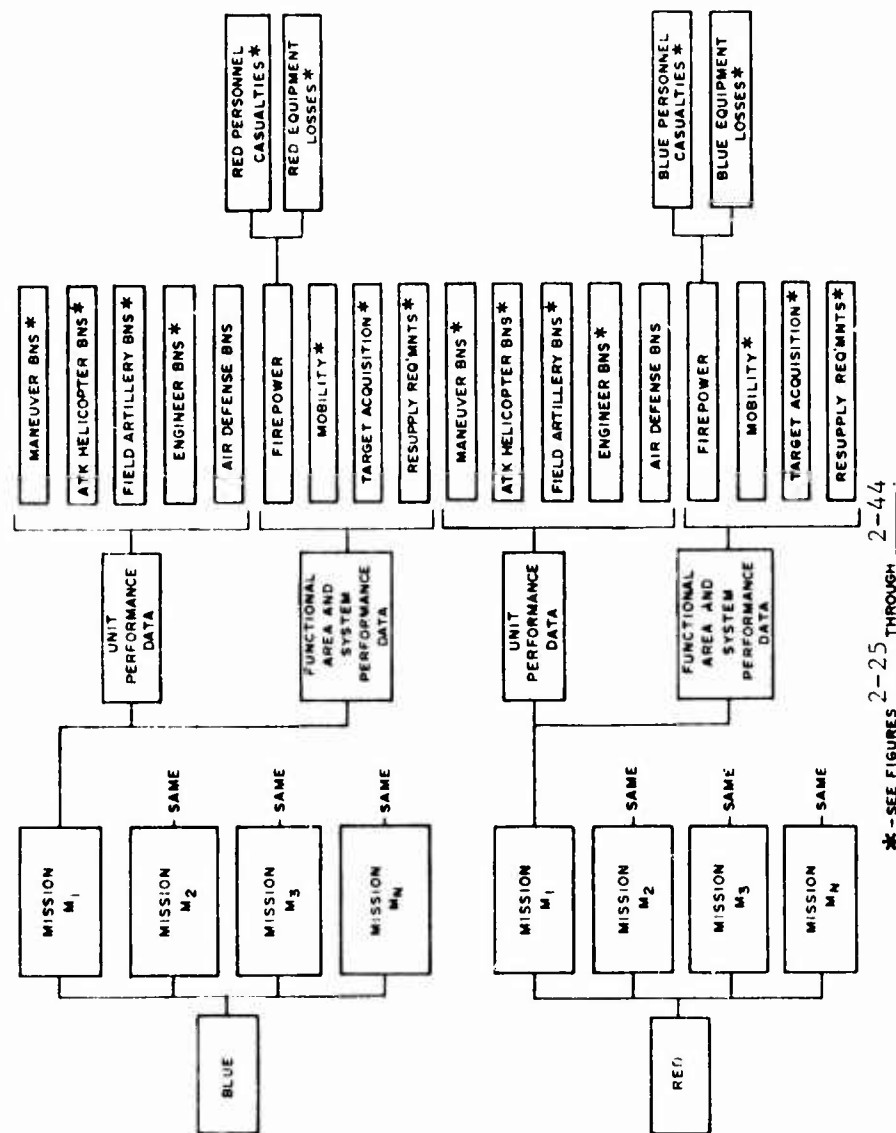 BLUE
MISSION
M₁
MISSION
M₂
SAME
MISSION
M₃
SAME
MISSION
M_N
SAME
UNIT
PERFORMANCE
DATA
FUNCTIONAL
AREA AND
SYSTEM
PERFORMANCE
DATA
MANEUVER BNS*
ATK HELICOPTER BNS*
FIELD ARTILLERY BNS*
ENGINEER BNS*
AIR DEFENSE BNS
FIREPOWER
MOBILITY*
TARGET ACQUISITION*
RESUPPLY REQ'MNTS*
RED PERSONNEL
CASUALTIES*
RED EQUIPMENT
LOSSES*
RED
MISSION
M₁
MISSION
M₂
SAME
MISSION
M₃
SAME
MISSION
M_N
SAME
UNIT
PERFORMANCE
DATA
FUNCTIONAL
AREA AND
SYSTEM
PERFORMANCE
DATA
MANEUVER BNS*
ATK HELICOPTER BNS*
FIELD ARTILLERY BNS*
ENGINEER BNS*
AIR DEFENSE BNS
FIREPOWER
MOBILITY*
TARGET ACQUISITION*
RESUPPLY REQ'MNTS*
BLUE PERSONNEL
CASUALTIES*
BLUE EQUIPMENT
LOSSES*
* - SEE FIGURES 2-25 THROUGH 2-44.